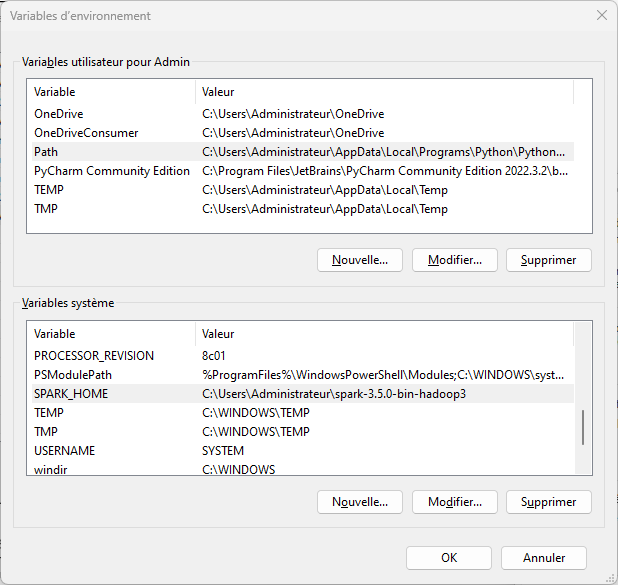 Variables d'environnement
Variables utilisateur pour Admin
Variable Valeur
OneDrive C:\Users\Administrateur\OneDrive
OneDriveConsumer C:\Users\Administrateur\OneDrive
Path C:\Users\Administrateur\AppData\Local\Programs\Python\Python...
PyCharm Community Edition C:\Program Files\JetBrains\PyCharm Community Edition 2022.3.2\b...
TEMP C:\Users\Administrateur\AppData\Local\Temp
TMP C:\Users\Administrateur\AppData\Local\Temp
Nouvelle... Modifier... Supprimer
Variables système
Variable Valeur
PROCESSOR_REVISION 8c01
PSModulePath %ProgramFiles%\WindowsPowerShell\Modules;C:\WINDOWS\syst...
SPARK_HOME C:\Users\Administrateur\spark-3.5.0-bin-hadoop3
TEMP C:\WINDOWS\TEMP
TMP C:\WINDOWS\TEMP
USERNAME SYSTEM
windir C:\WINDOWS
Nouvelle... Modifier... Supprimer
OK Annuler